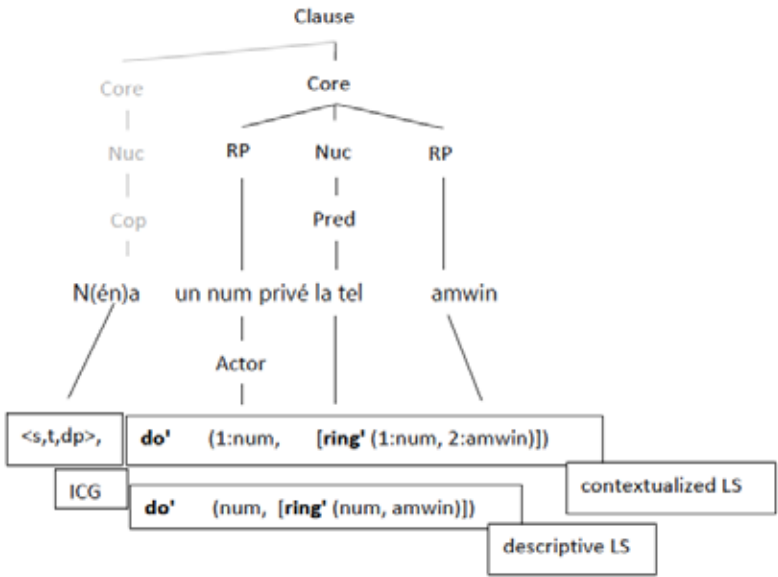 Clause
Core Core
Nuc RP Nuc RP
Cop Pred
N(én)a un num privé la tel amwin
Actor
<s,t,dp>, do' (1:num, [ring' (1:num, 2:amwin)])
ICG contextualized LS
do' (num, [ring' (num, amwin)])
descriptive LS